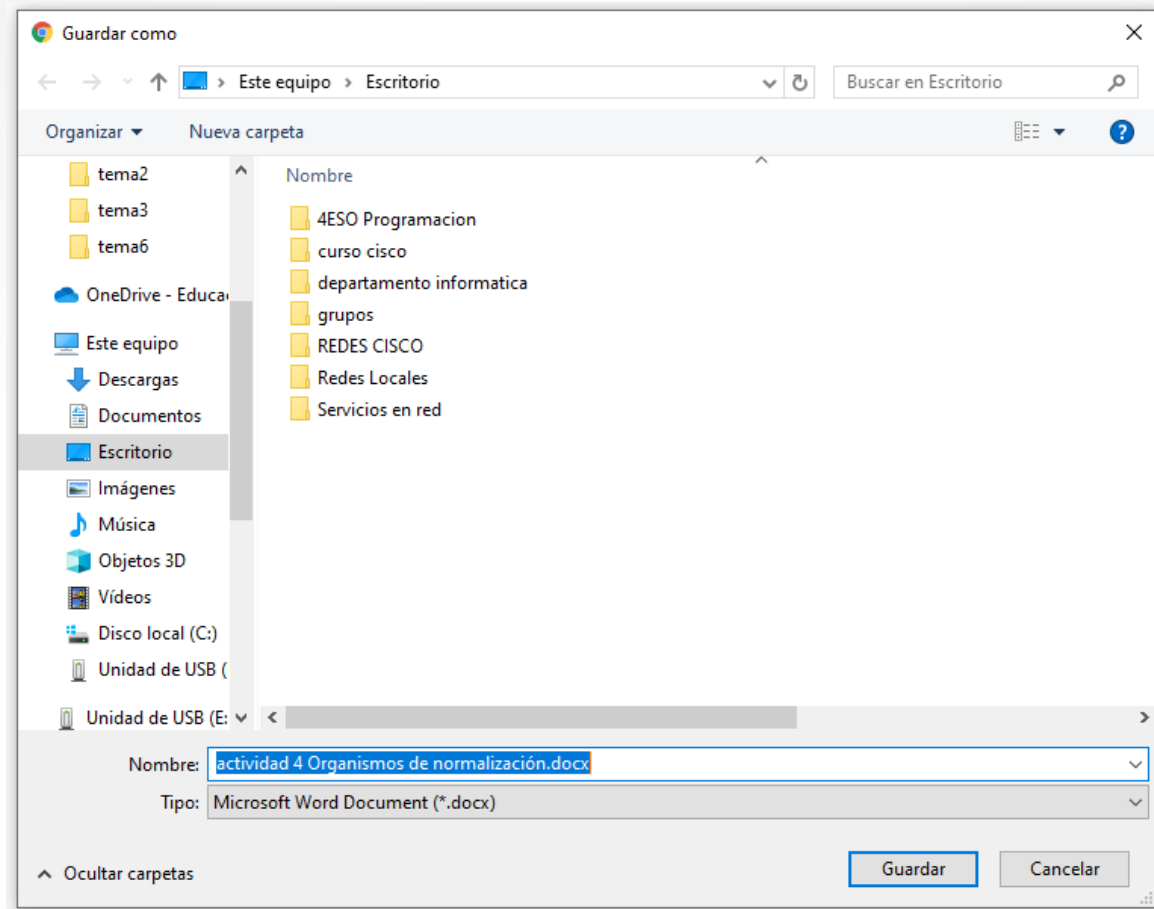 Guardar como
Este equipo > Escritorio
Buscar en Escritorio
Organizar
Nueva carpeta
tema2
tema3
tema6
OneDrive - Educa
Este equipo
Descargas
Documentos
Escritorio
Imágenes
Música
Objetos 3D
Vídeos
Disco local (C:)
Unidad de USB (
Unidad de USB (E:
Nombre
4ESO Programacion
curso cisco
departamento informatica
grupos
REDES CISCO
Redes Locales
Servicios en red
Nombre: actividad 4 Organismos de normalización.docx
Tipo: Microsoft Word Document (*.docx)
Ocultar carpetas
Guardar
Cancelar